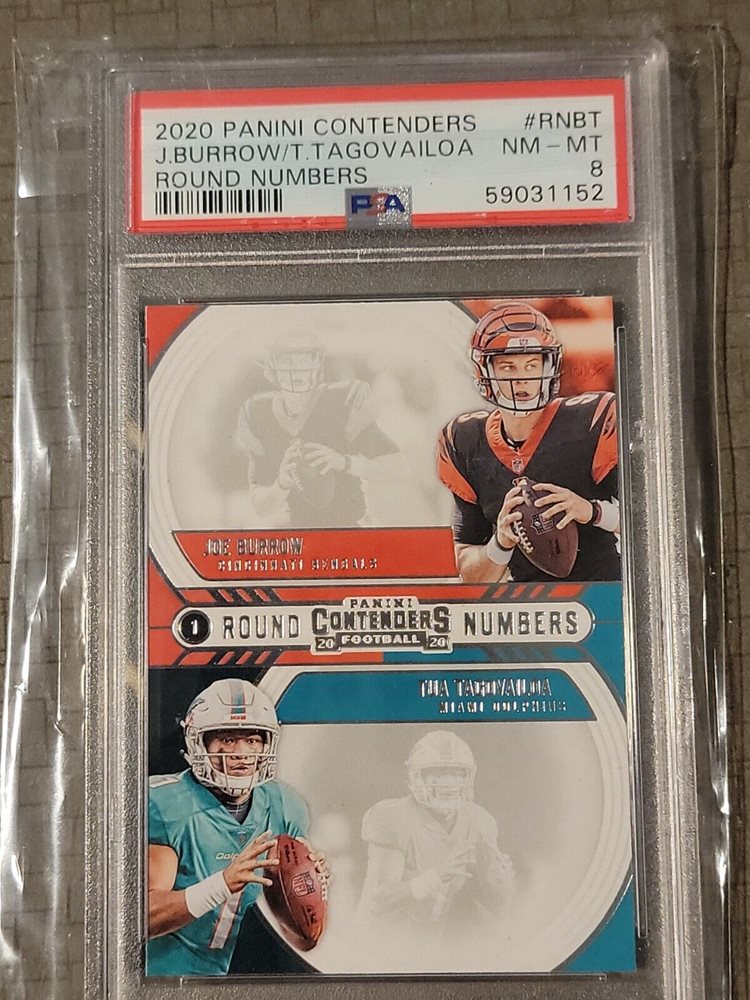 2020 PANINI CONTENDERS #RNBT
J.BURROW/T.TAGOVAILOA NM - MT
ROUND NUMBERS 8
PSA 59031152
JOE BURROW
CINCINNATI BENGALS
PANINI
1 ROUND CONTENDERS NUMBERS
20 FOOTBALL 20
TUA TAGOVAILOA
MIAMI DOLPHINS